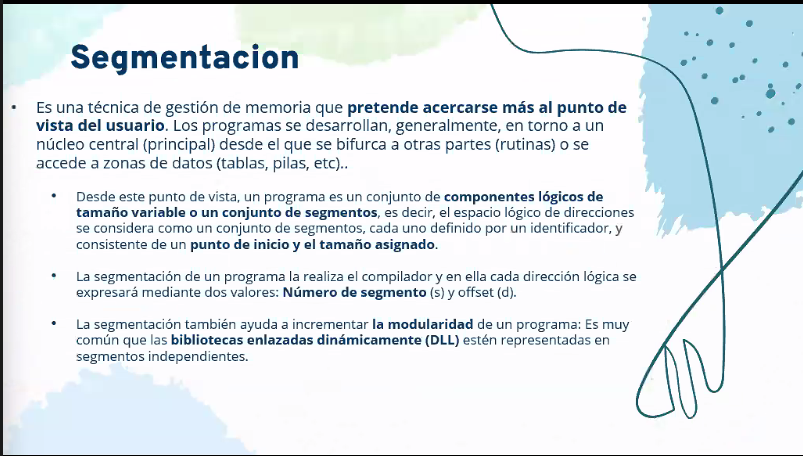 Segmentacion
• Es una técnica de gestión de memoria que pretende acercarse más al punto de
vista del usuario. Los programas se desarrollan, generalmente, en torno a un
núcleo central (principal) desde el que se bifurca a otras partes (rutinas) o se
accede a zonas de datos (tablas, pilas, etc)..
• Desde este punto de vista, un programa es un conjunto de componentes lógicos de
tamaño variable o un conjunto de segmentos, es decir, el espacio lógico de direcciones
se considera como un conjunto de segmentos, cada uno definido por un identificador, y
consistente de un punto de inicio y el tamaño asignado.
• La segmentación de un programa la realiza el compilador y en ella cada dirección lógica se
expresará mediante dos valores: Número de segmento (s) y offset (d).
• La segmentación también ayuda a incrementar la modularidad de un programa: Es muy
común que las bibliotecas enlazadas dinámicamente (DLL) estén representadas en
segmentos independientes.